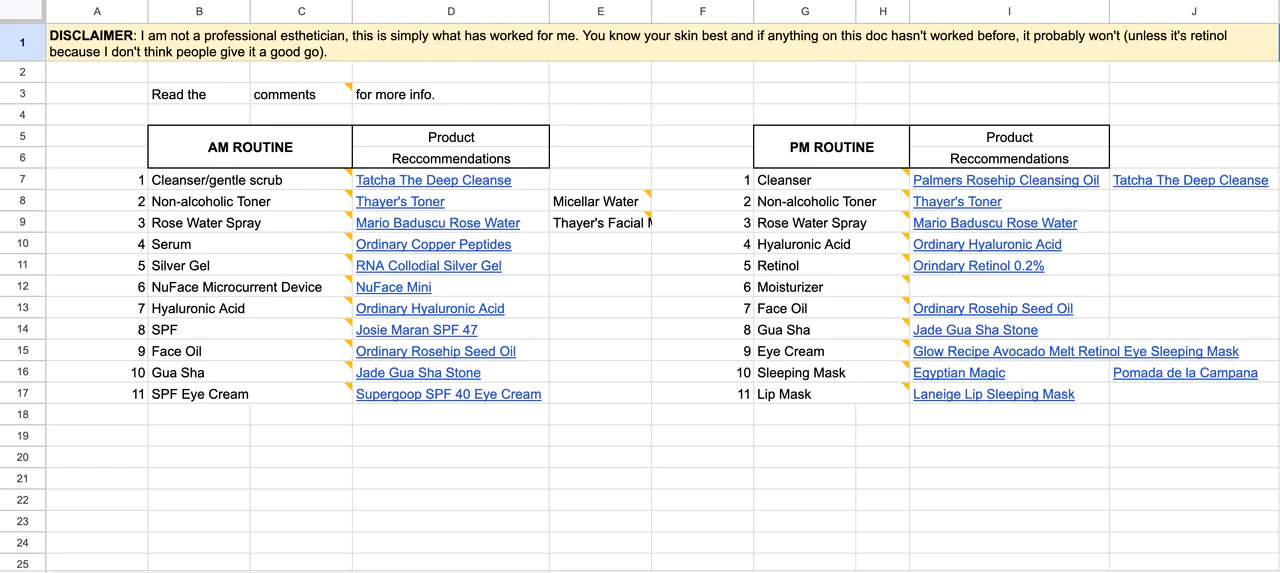 A B C D E F G H I J
1 DISCLAIMER: I am not a professional esthetician, this is simply what has worked for me. You know your skin best and if anything on this doc hasn't worked before, it probably won't (unless it's retinol
because I don't think people give it a good go).
2
3 Read the comments for more info.
4
5 AM ROUTINE Product PM ROUTINE Product
6 Reccommendations Reccommendations
7 1 Cleanser/gentle scrub Tatcha The Deep Cleanse 1 Cleanser Palmers Rosehip Cleansing Oil Tatcha The Deep Cleanse
8 2 Non-alcoholic Toner Thayer's Toner Micellar Water 2 Non-alcoholic Toner Thayer's Toner
9 3 Rose Water Spray Mario Baduscu Rose Water Thayer's Facial 3 Rose Water Spray Mario Baduscu Rose Water
10 4 Serum Ordinary Copper Peptides 4 Hyaluronic Acid Ordinary Hyaluronic Acid
11 5 Silver Gel RNA Collodial Silver Gel 5 Retinol Orindary Retinol 0.2%
12 6 NuFace Microcurrent Device NuFace Mini 6 Moisturizer
13 7 Hyaluronic Acid Ordinary Hyaluronic Acid 7 Face Oil Ordinary Rosehip Seed Oil
14 8 SPF Josie Maran SPF 47 8 Gua Sha Jade Gua Sha Stone
15 9 Face Oil Ordinary Rosehip Seed Oil 9 Eye Cream Glow Recipe Avocado Melt Retinol Eye Sleeping Mask
16 10 Gua Sha Jade Gua Sha Stone 10 Sleeping Mask Egyptian Magic Pomada de la Campana
17 11 SPF Eye Cream Supergoop SPF 40 Eye Cream 11 Lip Mask Laneige Lip Sleeping Mask
18
19
20
21
22
23
24
25